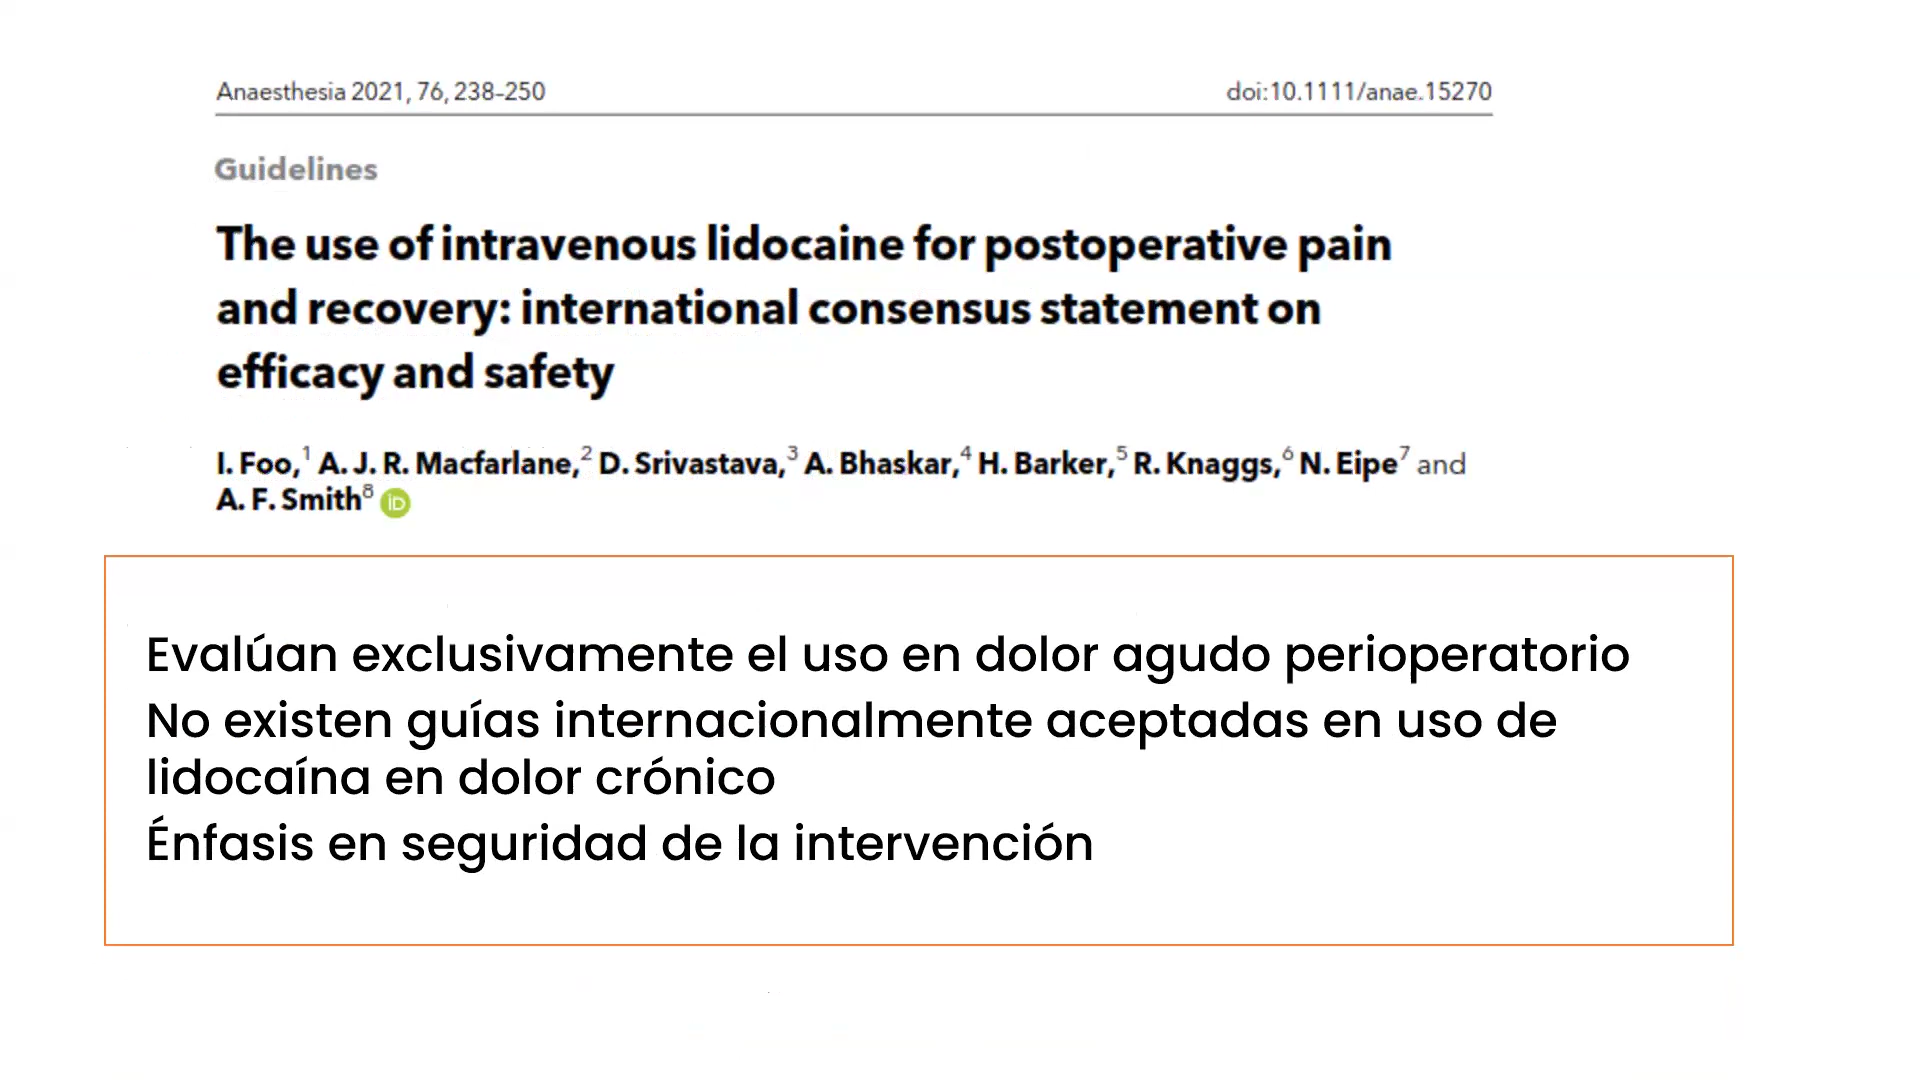 Anaesthesia 2021, 76, 238–250
doi:10.1111/anae.15270
Guidelines
The use of intravenous lidocaine for postoperative pain
and recovery: international consensus statement on
efficacy and safety
I. Foo,1 A. J. R. Macfarlane,2 D. Srivastava,3 A. Bhaskar,4 H. Barker,5 R. Knaggs,6 N. Eipe7 and
A. F. Smith8 iD
Evalúan exclusivamente el uso en dolor agudo perioperatorio
No existen guías internacionalmente aceptadas en uso de
lidocaína en dolor crónico
Énfasis en seguridad de la intervención